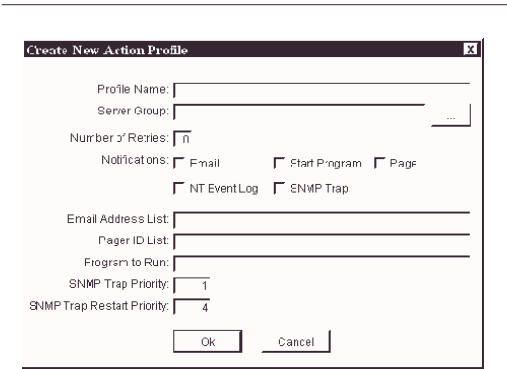 Create New Action Profile X
Profile Name:
Server Group: ...
Number of Retries: 0
Notifications: Email Start Program Page
NT Event Log SNMP Trap
Email Address List:
Pager ID List:
Program to Run:
SNMP Trap Priority: 1
SNMP Trap Restart Priority: 4
Ok Cancel